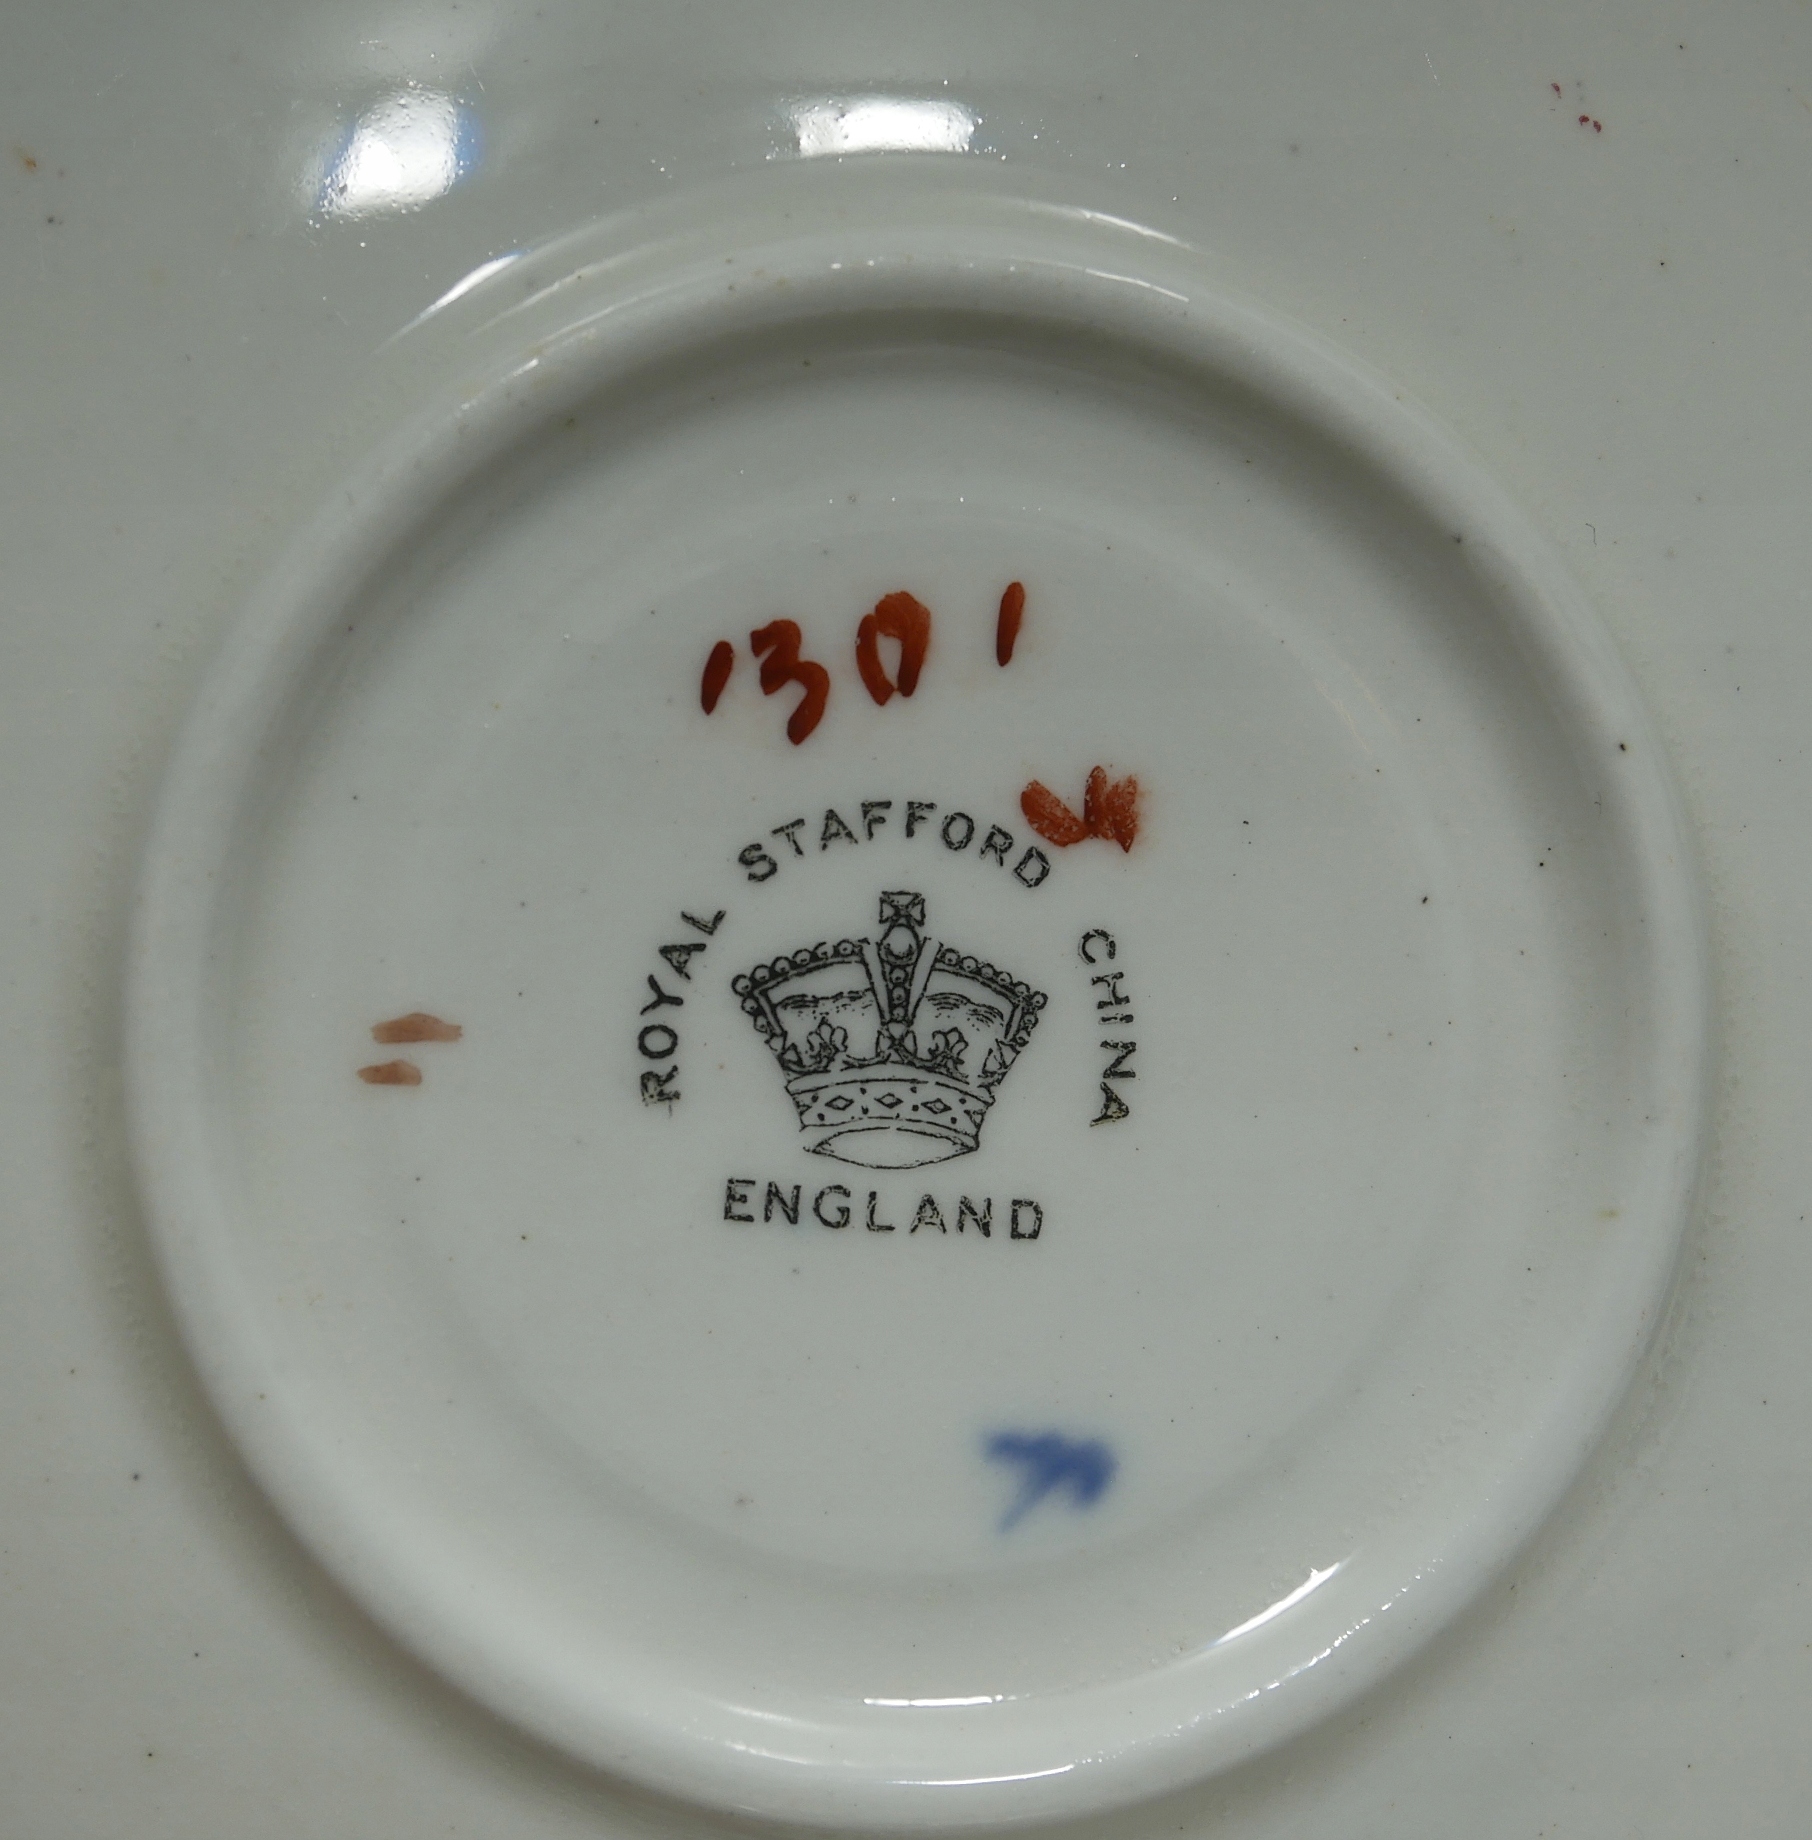 1301
ROYAL STAFFORD CHINA
ENGLAND